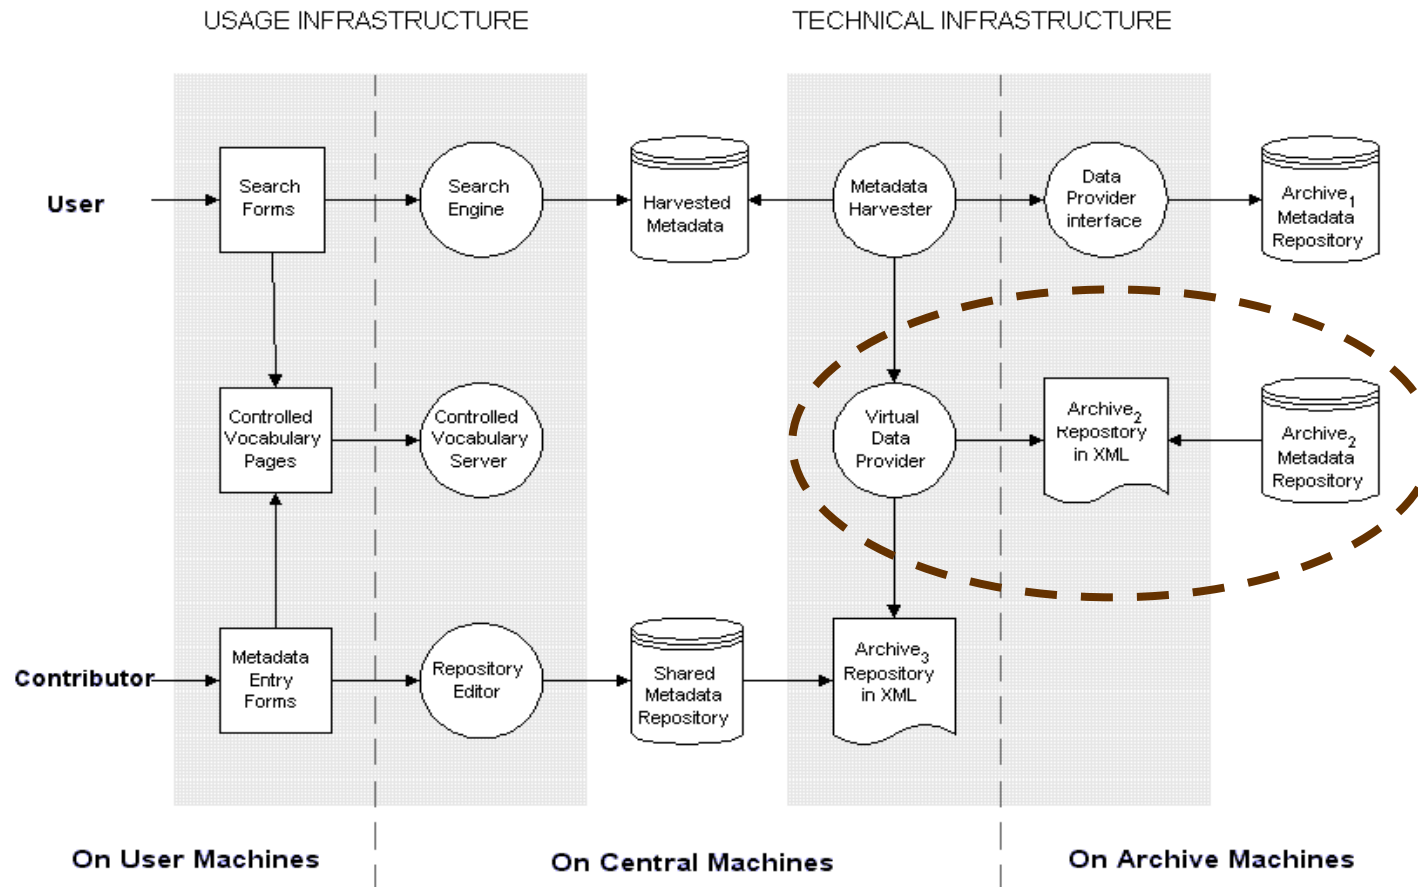 USAGE INFRASTRUCTURE
TECHNICAL INFRASTRUCTURE
User
Search
Forms
Search
Engine
Harvested
Metadata
Metadata
Harvester
Data
Provider
interface
Archive1
Metadata
Repository
Controlled
Vocabulary
Pages
Controlled
Vocabulary
Server
Virtual
Data
Provider
Archive2
Repository
in XML
Archive2
Metadata
Repository
Contributor
Metadata
Entry
Forms
Repository
Editor
Shared
Metadata
Repository
Archive3
Repository
in XML
On User Machines
On Central Machines
On Archive Machines